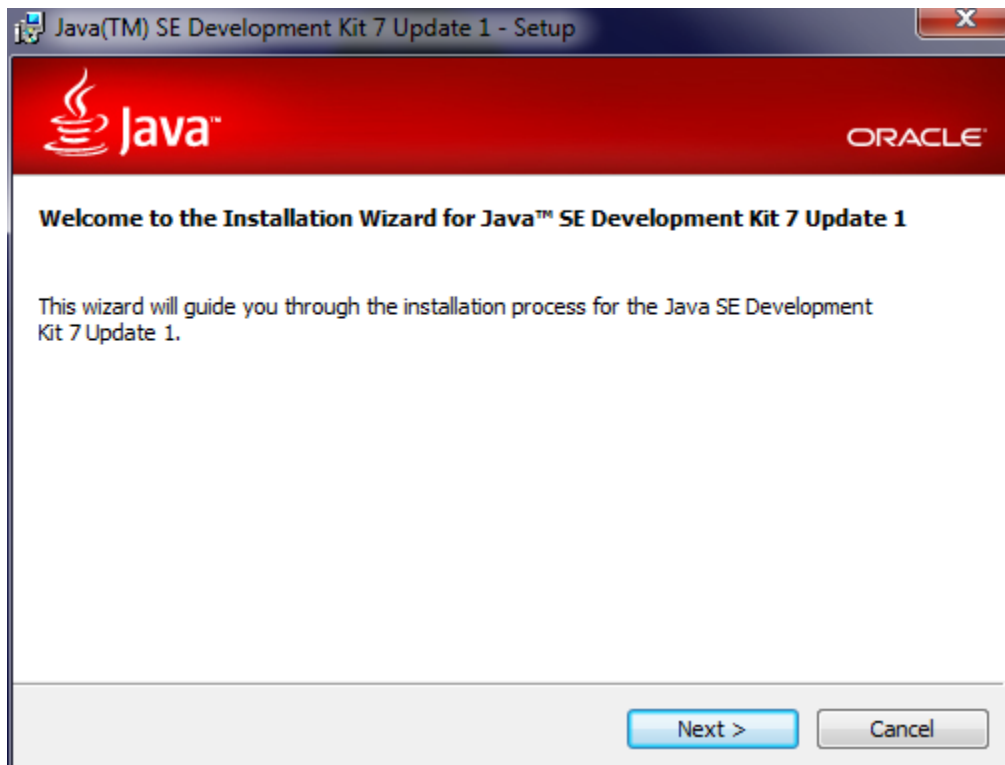 Java(TM) SE Development Kit 7 Update 1 - Setup
Java™
ORACLE®
Welcome to the Installation Wizard for Java™ SE Development Kit 7 Update 1
This wizard will guide you through the installation process for the Java SE Development
Kit 7 Update 1.
Next >
Cancel